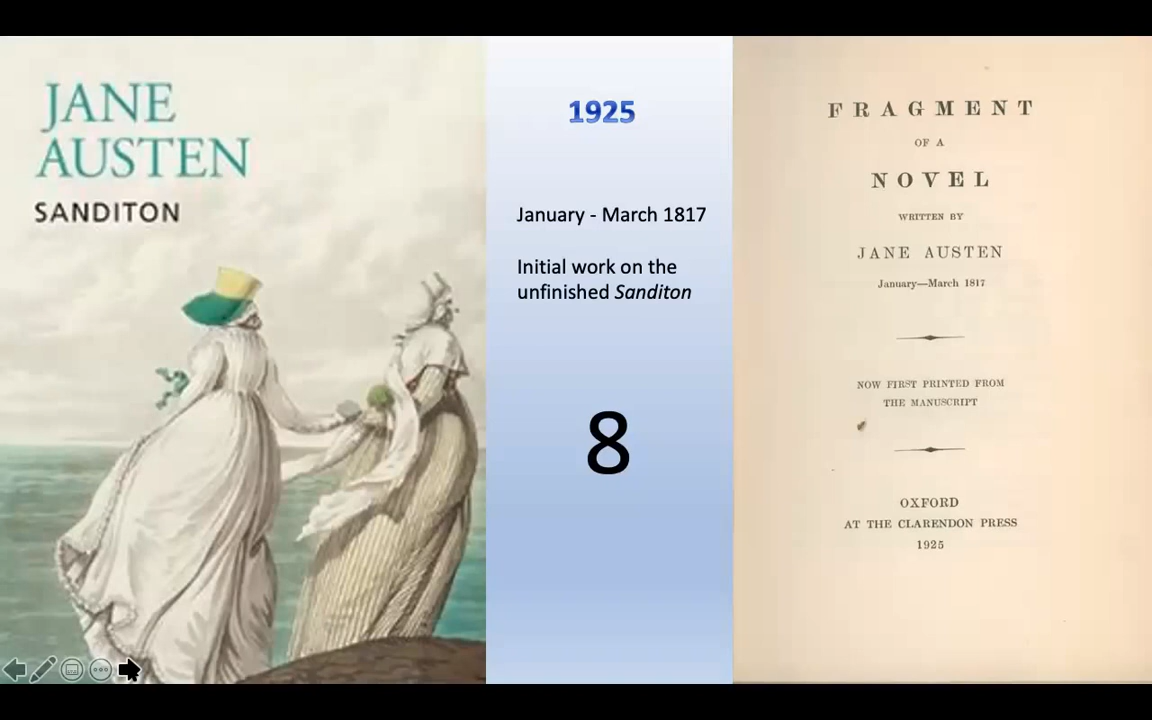 JANE
AUSTEN
SANDITON
1925
January - March 1817
Initial work on the
unfinished Sanditon
8
FRAGMENT
OF A
NOVEL
WRITTEN BY
JANE AUSTEN
January—March 1817
NOW FIRST PRINTED FROM
THE MANUSCRIPT
OXFORD
AT THE CLARENDON PRESS
1925